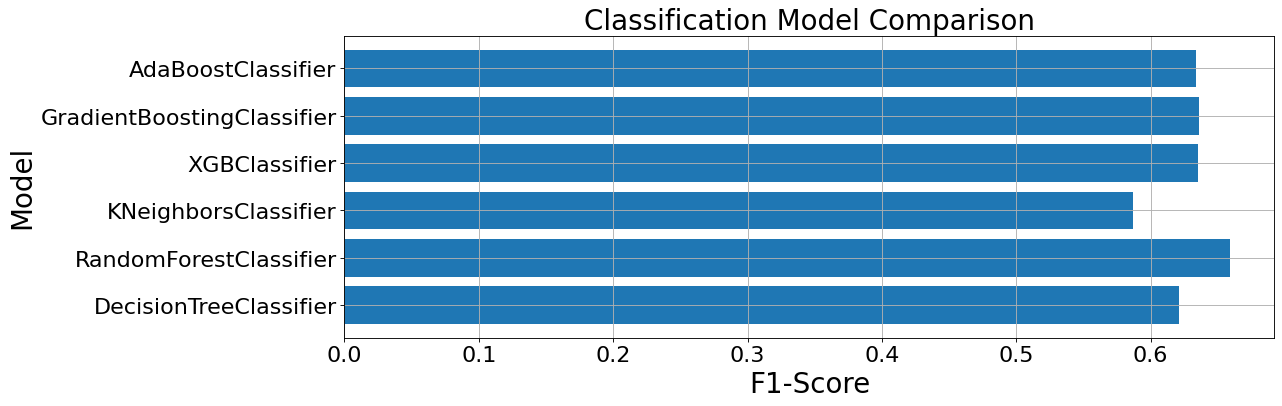 Classification Model Comparison
Model
AdaBoostClassifier
GradientBoostingClassifier
XGBClassifier
KNeighborsClassifier
RandomForestClassifier
DecisionTreeClassifier
0.0 0.1 0.2 0.3 0.4 0.5 0.6
F1-Score